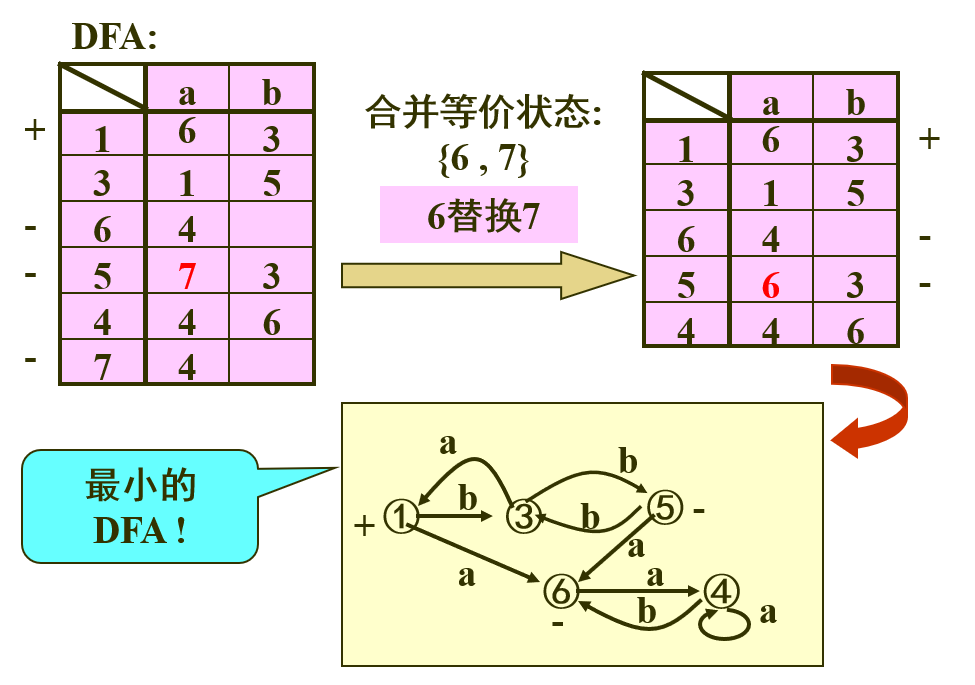 DFA:
a b
+ 1 6 3
3 1 5
- 6 4
- 5 7 3
4 4 6
- 7 4
合并等价状态:
{6 , 7}
6替换7
a b
1 6 3 +
3 1 5
6 4 -
5 6 3 -
4 4 6
最小的
DFA !
a
b
b
+ ① ③ ⑤ -
b
a
a
a
⑥ ④
b
a
-